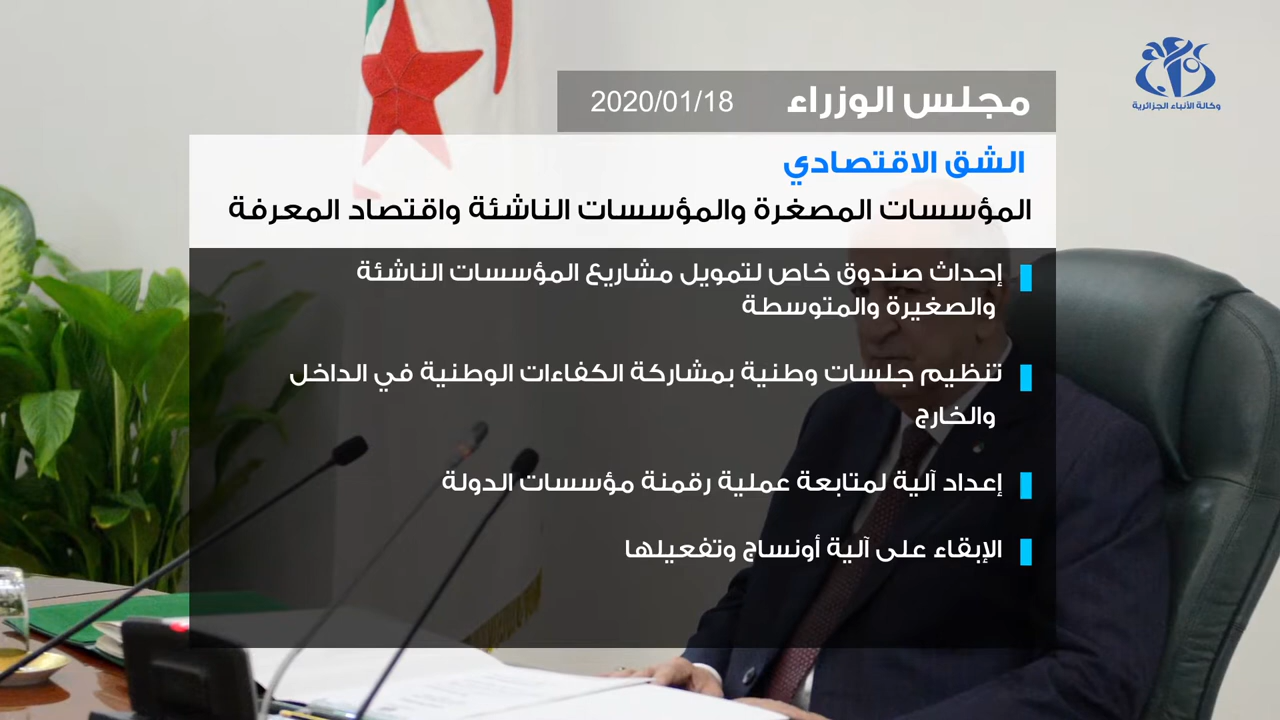 وكالة الأنباء الجزائرية
مجلس الوزراء 2020/01/18
الشق الاقتصادي
المؤسسات المصغرة والمؤسسات الناشئة واقتصاد المعرفة
إحداث صندوق خاص لتمويل مشاريع المؤسسات الناشئة
والصغيرة والمتوسطة
تنظيم جلسات وطنية بمشاركة الكفاءات الوطنية في الداخل
والخارج
إعداد آلية لمتابعة عملية رقمنة مؤسسات الدولة
الإبقاء على آلية أونساج وتفعيلها